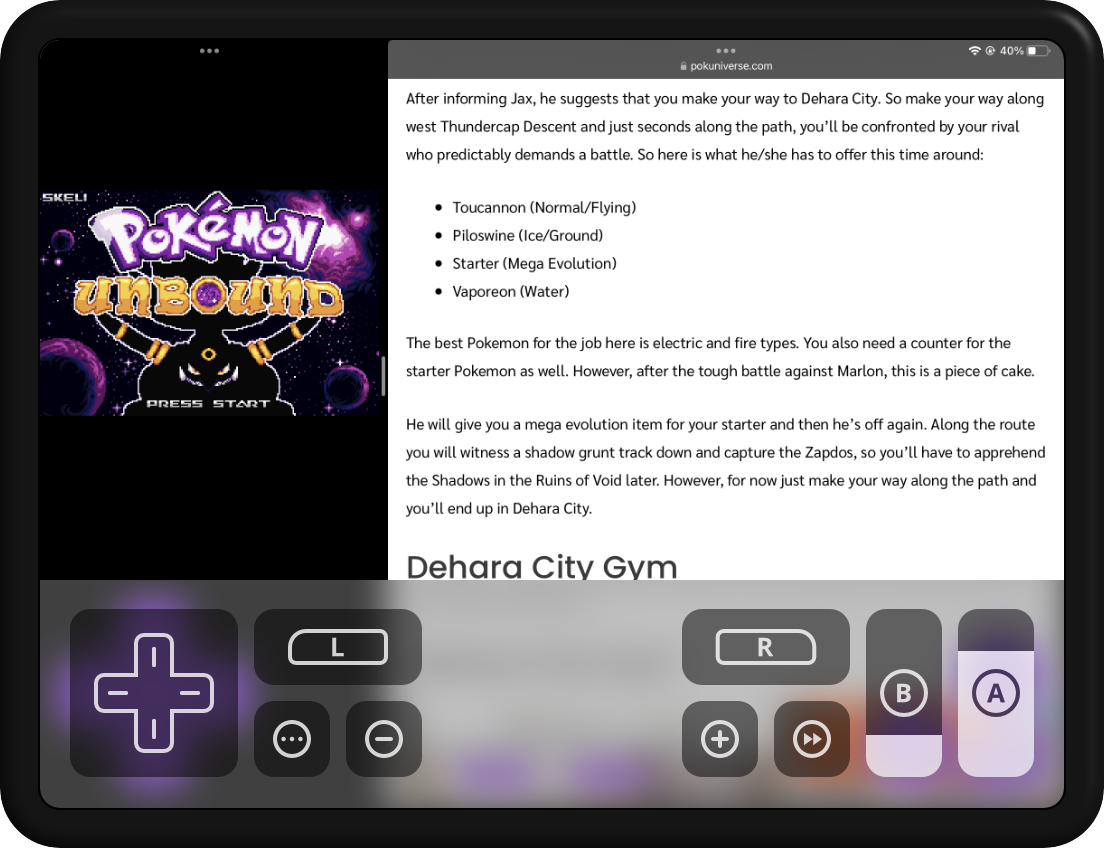 40%
pokuniverse.com
After informing Jax, he suggests that you make your way to Dehara City. So make your way along
west Thundercap Descent and just seconds along the path, you'll be confronted by your rival
who predictably demands a battle. So here is what he/she has to offer this time around:
Toucannon (Normal/Flying)
Piloswine (Ice/Ground)
Starter (Mega Evolution)
Vaporeon (Water)
The best Pokemon for the job here is electric and fire types. You also need a counter for the
starter Pokemon as well. However, after the tough battle against Marlon, this is a piece of cake.
He will give you a mega evolution item for your starter and then he's off again. Along the route
you will witness a shadow grunt track down and capture the Zapdos, so you'll have to apprehend
the Shadows in the Ruins of Void later. However, for now just make your way along the path and
you'll end up in Dehara City.
Dehara City Gym
SKELI
POKéMON
UNBOUND
PRESS START
L
R
B
A